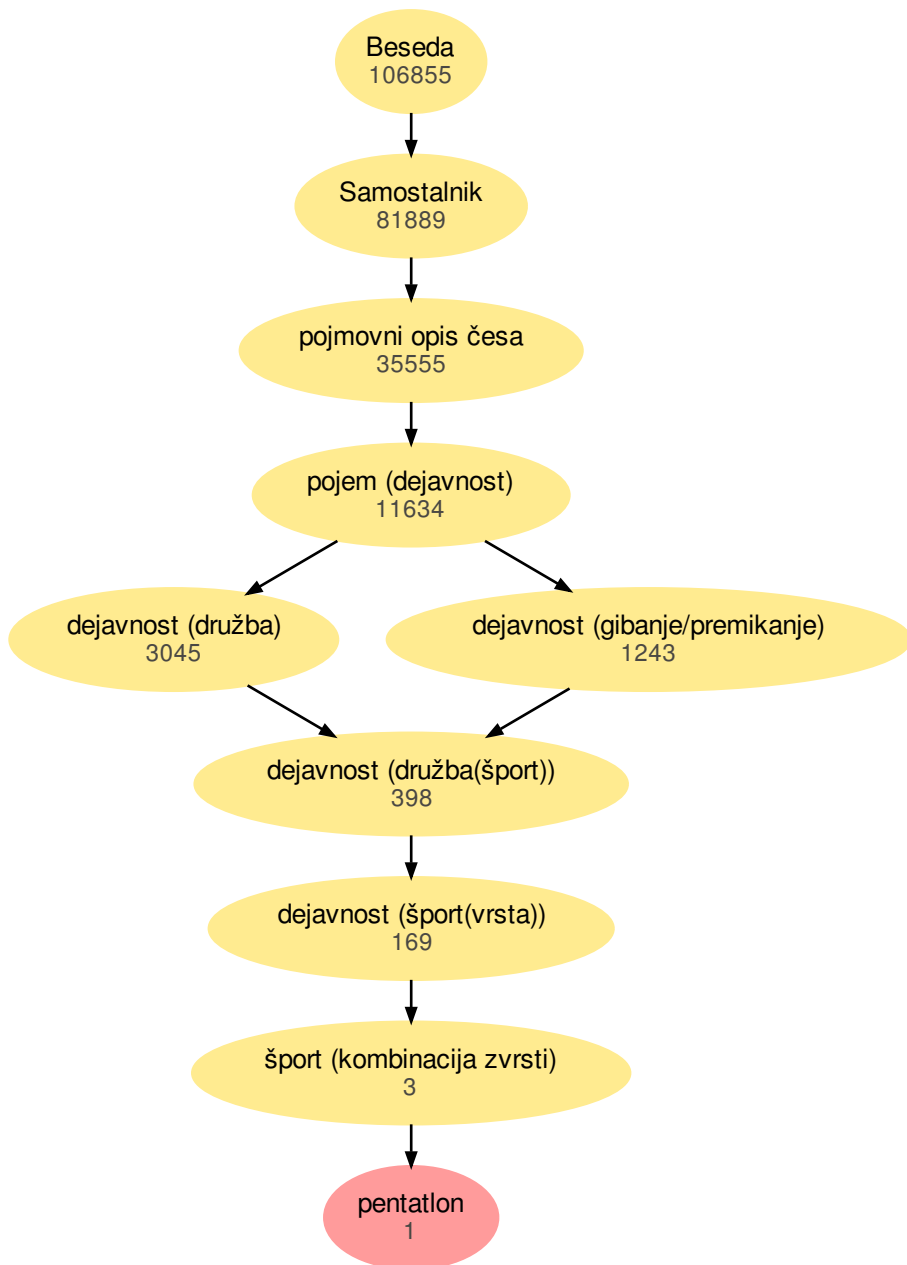 Beseda
106855
Samostalnik
81889
pojmovni opis česa
35555
pojem (dejavnost)
11634
dejavnost (družba)
3045
dejavnost (gibanje/premikanje)
1243
dejavnost (družba(šport))
398
dejavnost (šport(vrsta))
169
šport (kombinacija zvrsti)
3
pentatlon
1